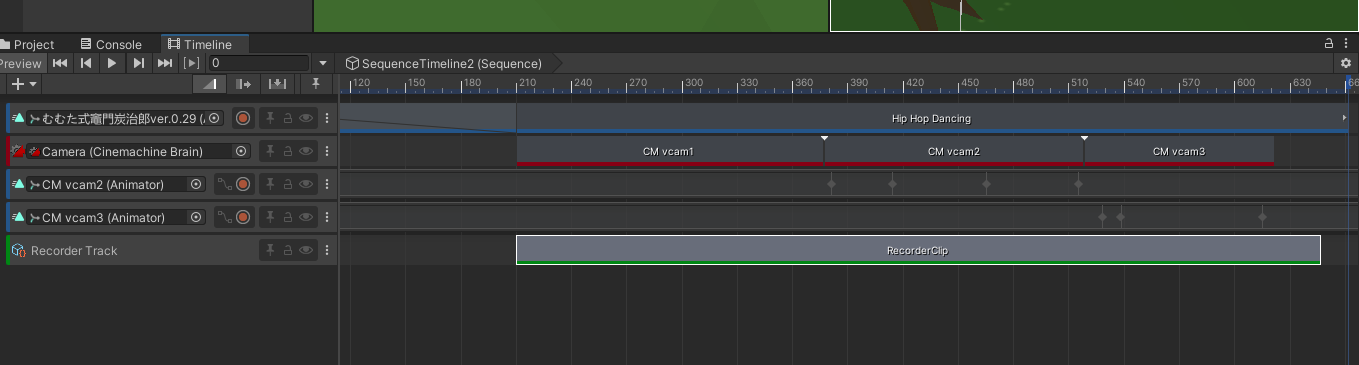 Project Console Timeline
Preview 0 SequenceTimeline2 (Sequence)
120 150 180 210 240 270 300 330 360 390 420 450 480 510 540 570 600 630 66
むむた式竈門炭治郎ver.0.29 (A Hip Hop Dancing
Camera (Cinemachine Brain) CM vcam1 CM vcam2 CM vcam3
CM vcam2 (Animator)
CM vcam3 (Animator)
Recorder Track RecorderClip